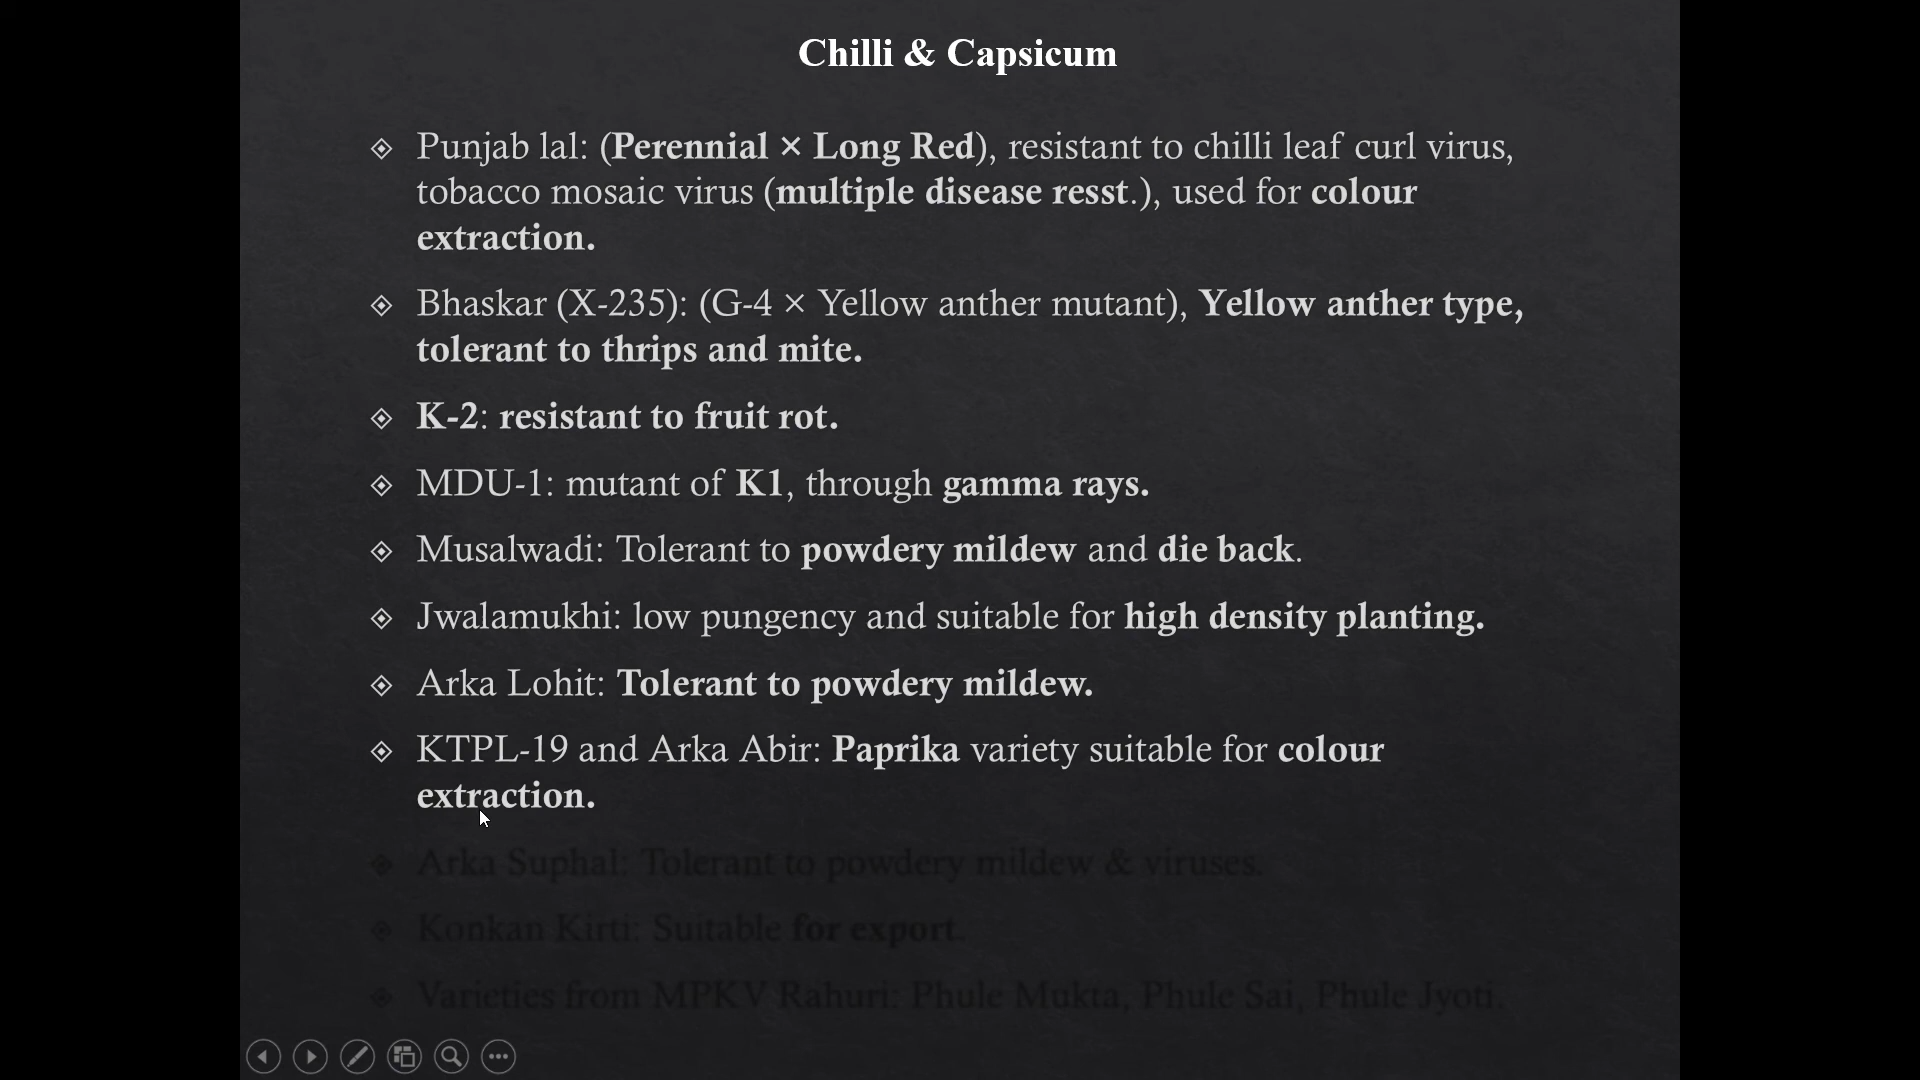 Chilli & Capsicum
Punjab lal: (Perennial × Long Red), resistant to chilli leaf curl virus,
tobacco mosaic virus (multiple disease resst.), used for colour
extraction.
Bhaskar (X-235): (G-4 × Yellow anther mutant), Yellow anther type,
tolerant to thrips and mite.
K-2: resistant to fruit rot.
MDU-1: mutant of K1, through gamma rays.
Musalwadi: Tolerant to powdery mildew and die back.
Jwalamukhi: low pungency and suitable for high density planting.
Arka Lohit: Tolerant to powdery mildew.
KTPL-19 and Arka Abir: Paprika variety suitable for colour
extraction.
Arka Suphal: Tolerant to powdery mildew & viruses.
Konkan Kirti: Suitable for export.
Varieties from MPKV Rahuri: Phule Mukta, Phule Sai, Phule Jyoti.